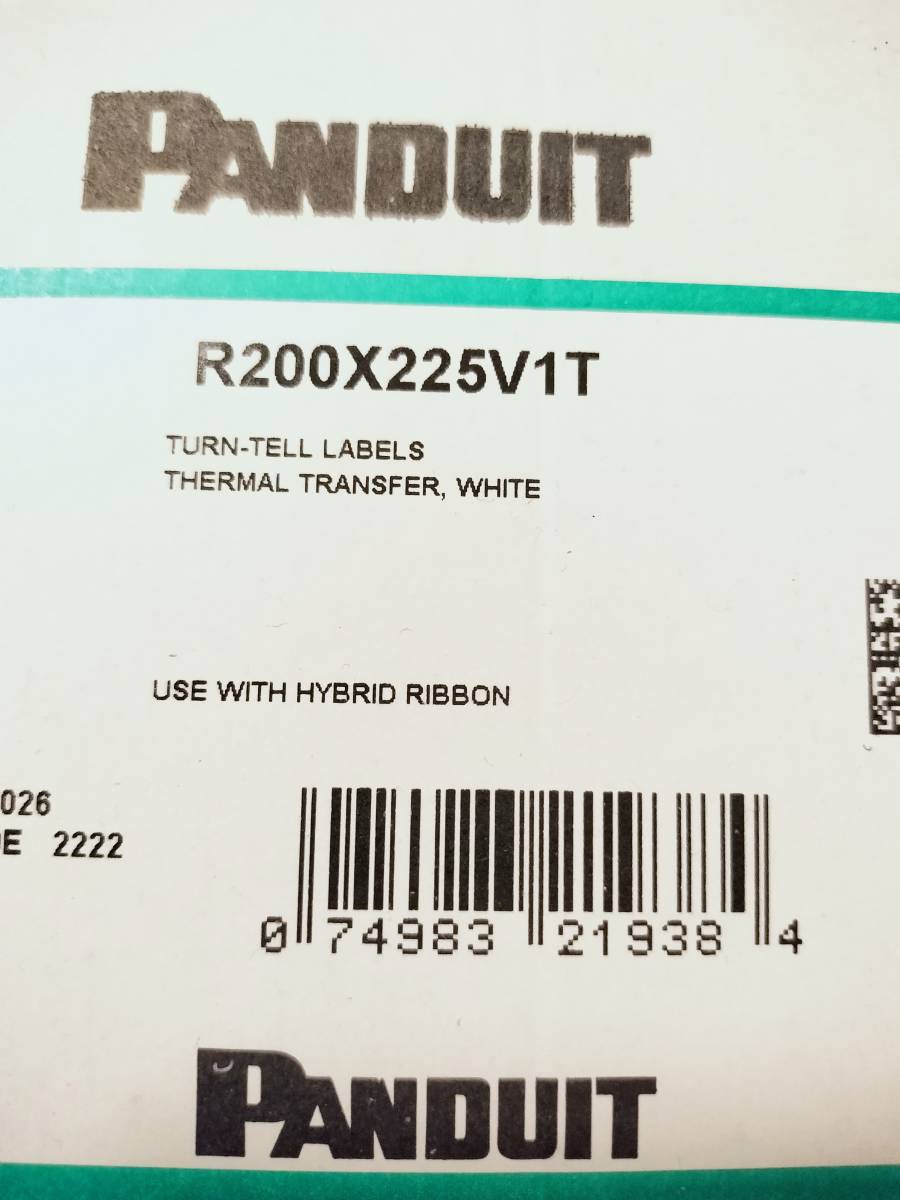 PANDUIT
R200X225V1T
TURN-TELL LABELS
THERMAL TRANSFER, WHITE
USE WITH HYBRID RIBBON
026
E 2222
0 74983 21938 4
PANDUIT